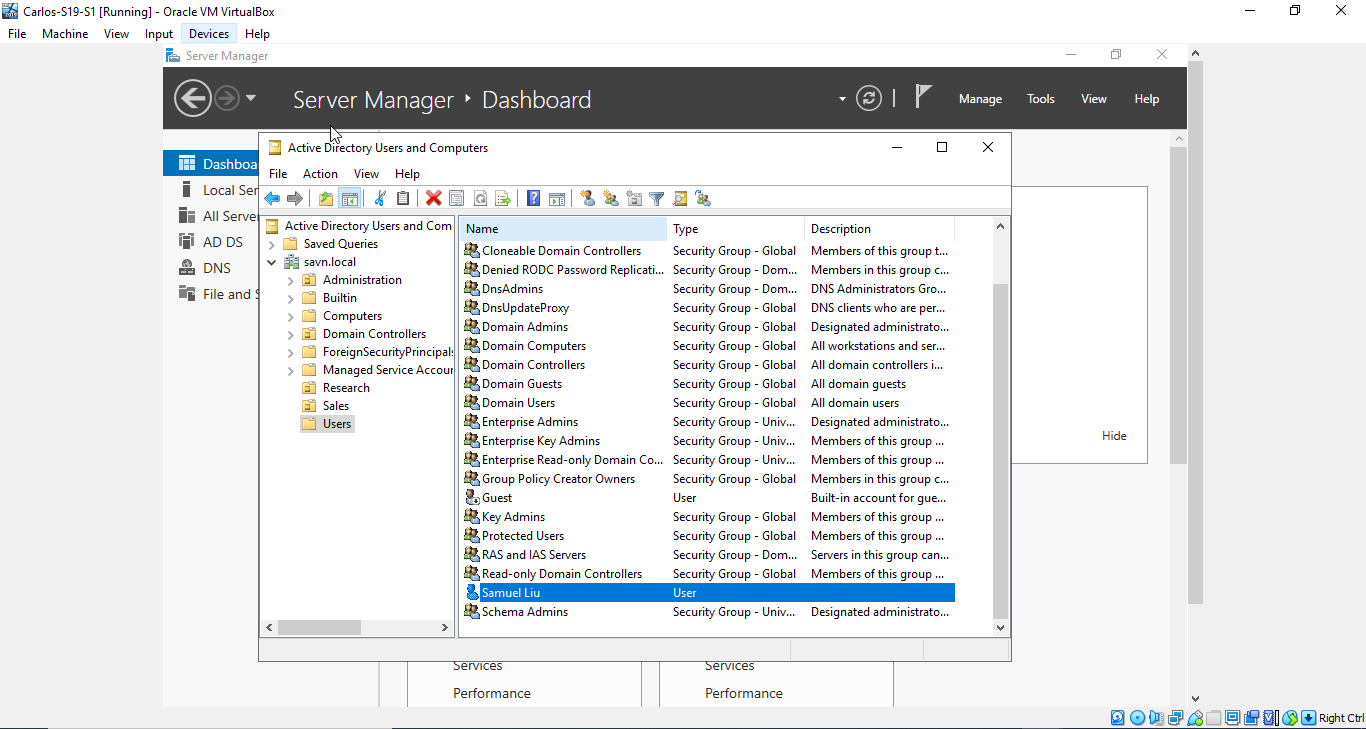 Carlos-S19-S1 [Running] - Oracle VM VirtualBox
File Machine View Input Devices Help
Server Manager
Server Manager Dashboard
Manage Tools View Help
Dashboa
Local Ser
All Serve
AD DS
DNS
File and S
Active Directory Users and Computers
File Action View Help
Active Directory Users and Com
Saved Queries
savn.local
Administration
Builtin
Computers
Domain Controllers
ForeignSecurityPrincipals
Managed Service Accour
Research
Sales
Users
Name Type Description
Cloneable Domain Controllers Security Group - Global Members of this group t...
Denied RODC Password Replicati... Security Group - Dom... Members in this group c...
DnsAdmins Security Group - Dom... DNS Administrators Gro...
DnsUpdateProxy Security Group - Global DNS clients who are per...
Domain Admins Security Group - Global Designated administrato...
Domain Computers Security Group - Global All workstations and ser...
Domain Controllers Security Group - Global All domain controllers i...
Domain Guests Security Group - Global All domain guests
Domain Users Security Group - Global All domain users
Enterprise Admins Security Group - Univ... Designated administrato...
Enterprise Key Admins Security Group - Univ... Members of this group ...
Enterprise Read-only Domain Co... Security Group - Univ... Members of this group ...
Group Policy Creator Owners Security Group - Global Members in this group c...
Guest User Built-in account for gue...
Key Admins Security Group - Global Members of this group ...
Protected Users Security Group - Global Members of this group ...
RAS and IAS Servers Security Group - Dom... Servers in this group can...
Read-only Domain Controllers Security Group - Global Members of this group ...
Samuel Liu User
Schema Admins Security Group - Univ... Designated administrato...
Hide
Services Services
Performance Performance
Right Ctrl